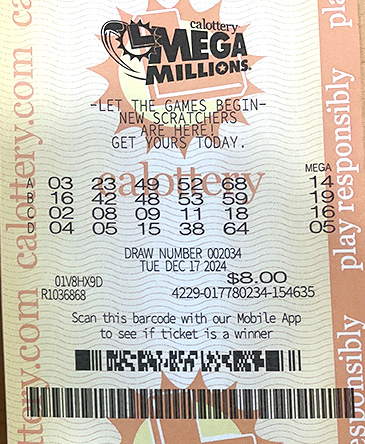 calottery
MEGA
MILLIONS
-LET THE GAMES BEGIN-
NEW SCRATCHERS
ARE HERE!
GET YOURS TODAY.
MEGA
A 03 23 49 52 68 14
B 16 42 48 53 59 19
C 02 08 09 11 18 16
D 04 05 15 38 64 05
calottery
DRAW NUMBER 002034
TUE DEC 17 2024
$8.00
01V8HX9D
R1036868 4229-017780234-154635
Scan this barcode with our Mobile App
to see if ticket is a winner
calottery.com
calottery.com
play responsibly
play responsibly